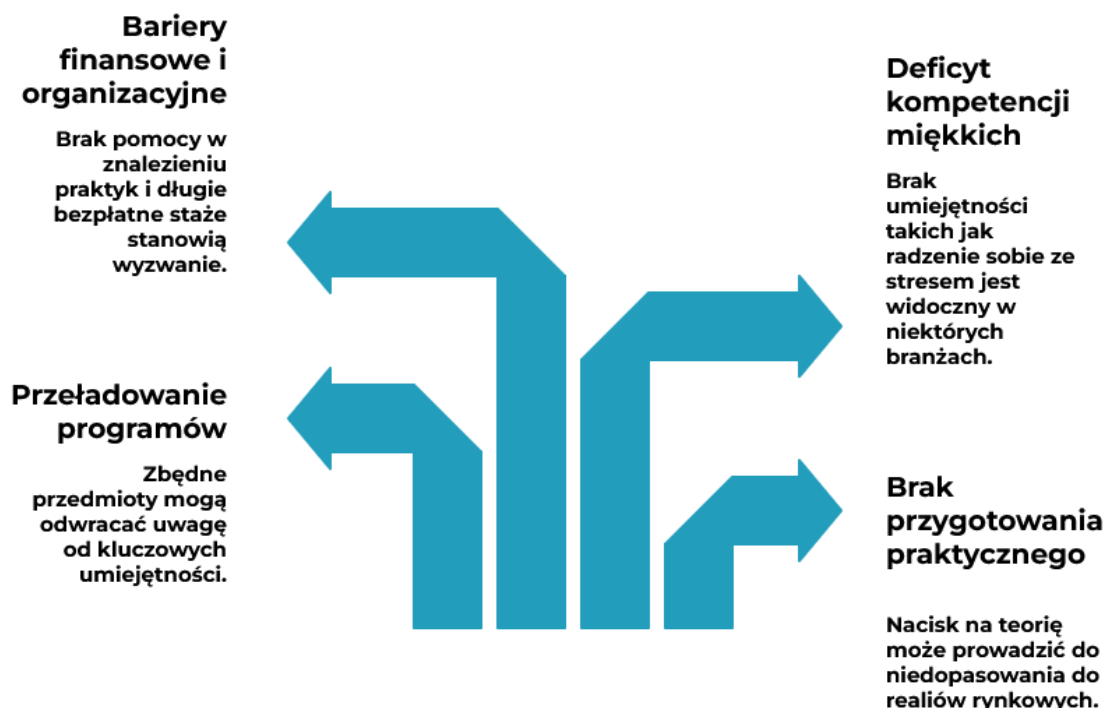 Bariery
finansowe i
organizacyjne
Brak pomocy w
znalezieniu
praktyk i długie
bezpłatne staże
stanowią
wyzwanie.
Przeładowanie
programów
Zbędne
przedmioty mogą
odwracać uwagę
od kluczowych
umiejętności.
Deficyt
kompetencji
miękkich
Brak
umiejętności
takich jak
radzenie sobie ze
stresem jest
widoczny w
niektórych
branżach.
Brak
przygotowania
praktycznego
Nacisk na teorię
może prowadzić do
niedopasowania do
realiów rynkowych.